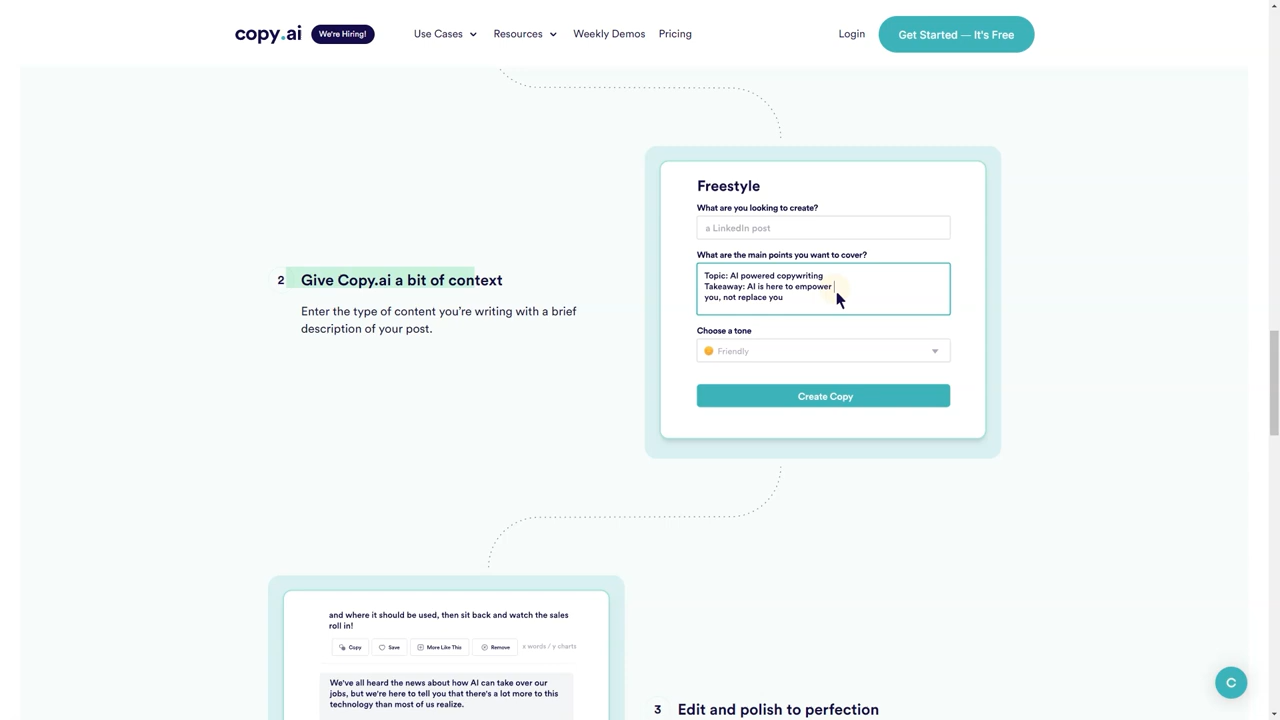 copy.ai
We're Hiring!
Use Cases
Resources
Weekly Demos
Pricing
Login
Get Started — It's Free
Freestyle
What are you looking to create?
a LinkedIn post
What are the main points you want to cover?
Topic: AI powered copywriting
Takeaway: AI is here to empower
you, not replace you
Choose a tone
Friendly
Create Copy
2 Give Copy.ai a bit of context
Enter the type of content you're writing with a brief
description of your post.
and where it should be used, then sit back and watch the sales
roll in!
Copy Save More Like This Remove x words / y charts
We've all heard the news about how AI can take over our
jobs, but we're here to tell you that there's a lot more to this
technology than most of us realize.
3 Edit and polish to perfection
C